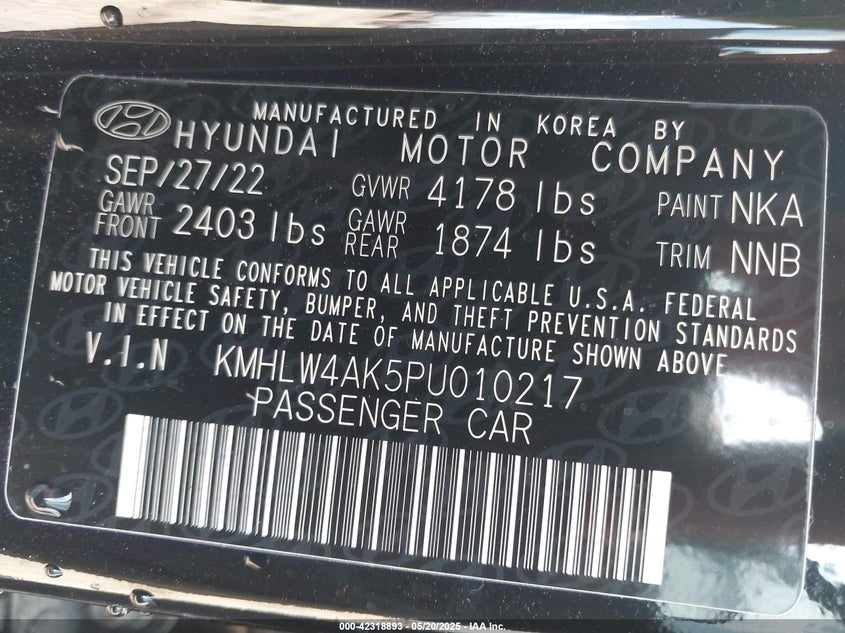 MANUFACTURED IN KOREA BY
HYUNDAI MOTOR COMPANY
SEP/27/22 GVWR 4178 lbs PAINT NKA
GAWR FRONT 2403 lbs GAWR REAR 1874 lbs TRIM NNB
THIS VEHICLE CONFORMS TO ALL APPLICABLE U.S.A. FEDERAL
MOTOR VEHICLE SAFETY, BUMPER, AND THEFT PREVENTION STANDARDS
IN EFFECT ON THE DATE OF MANUFACTURE SHOWN ABOVE
V.I.N KMHLW4AK5PU010217
PASSENGER CAR
000-42318893 - 05/20/2025 - IAA Inc.